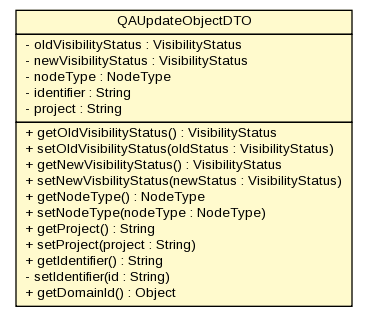 QAUpdateObjectDTO
- oldVisibilityStatus : VisibilityStatus
- newVisibilityStatus : VisibilityStatus
- nodeType : NodeType
- identifier : String
- project : String
+ getOldVisibilityStatus() : VisibilityStatus
+ setOldVisibilityStatus(oldStatus : VisibilityStatus)
+ getNewVisibilityStatus() : VisibilityStatus
+ setNewVisbilityStatus(newStatus : VisibilityStatus)
+ getNodeType() : NodeType
+ setNodeType(nodeType : NodeType)
+ getProject() : String
+ setProject(project : String)
+ getIdentifier() : String
- setIdentifier(id : String)
+ getDomainId() : Object